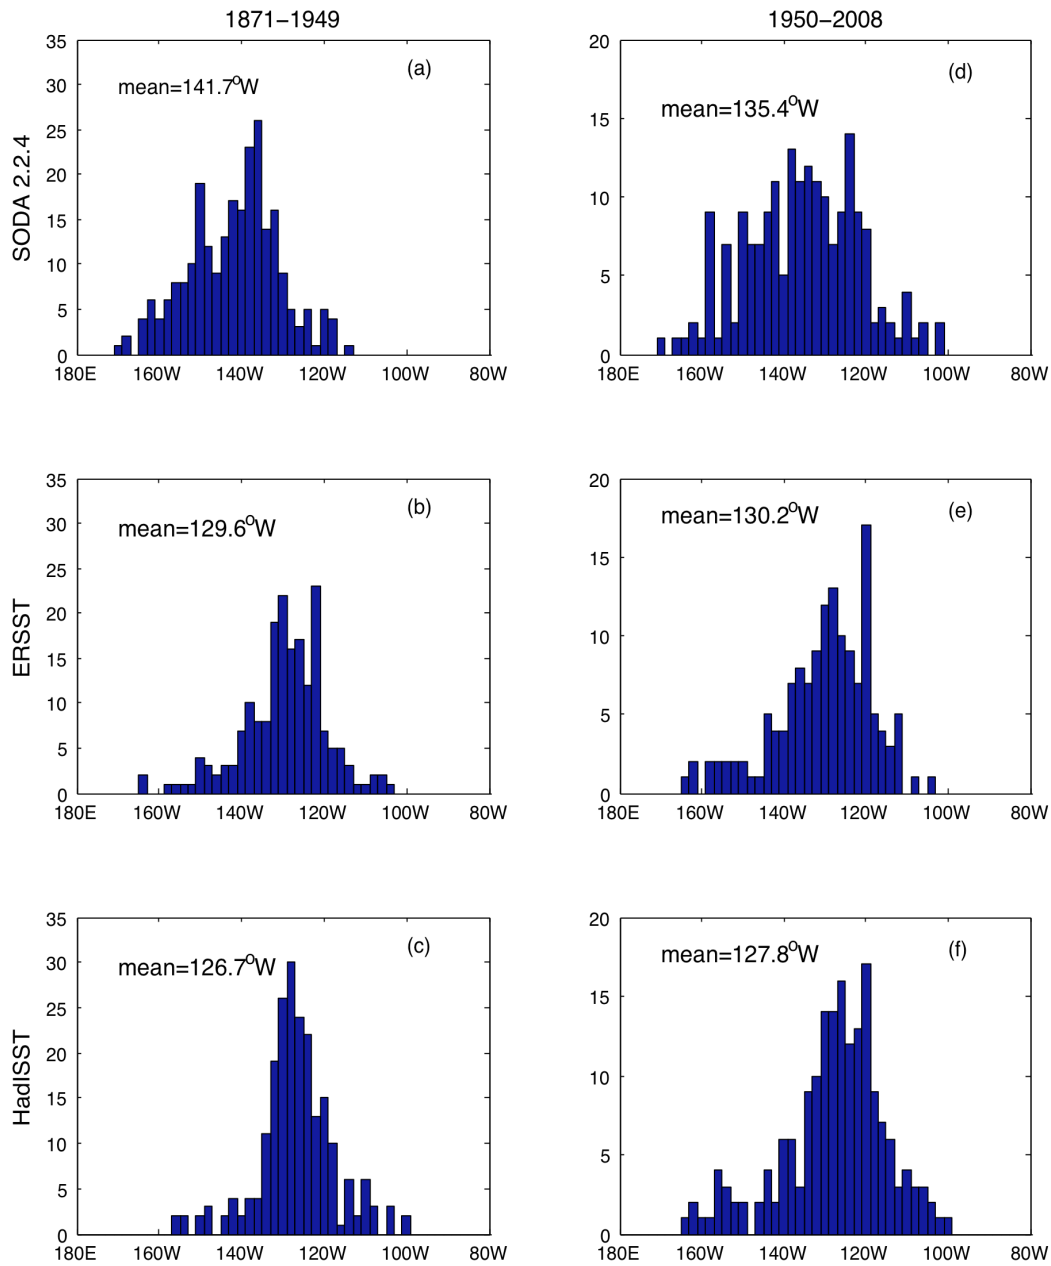 1871−1949
1950−2008
SODA 2.2.4
35
30
25
20
15
10
5
0
mean=141.7°W
(a)
180E 160W 140W 120W 100W 80W
20
15
10
5
0
mean=135.4°W
(d)
180E 160W 140W 120W 100W 80W
ERSST
35
30
25
20
15
10
5
0
mean=129.6°W
(b)
180E 160W 140W 120W 100W 80W
20
15
10
5
0
mean=130.2°W
(e)
180E 160W 140W 120W 100W 80W
HadISST
35
30
25
20
15
10
5
0
mean=126.7°W
(c)
180E 160W 140W 120W 100W 80W
20
15
10
5
0
mean=127.8°W
(f)
180E 160W 140W 120W 100W 80W